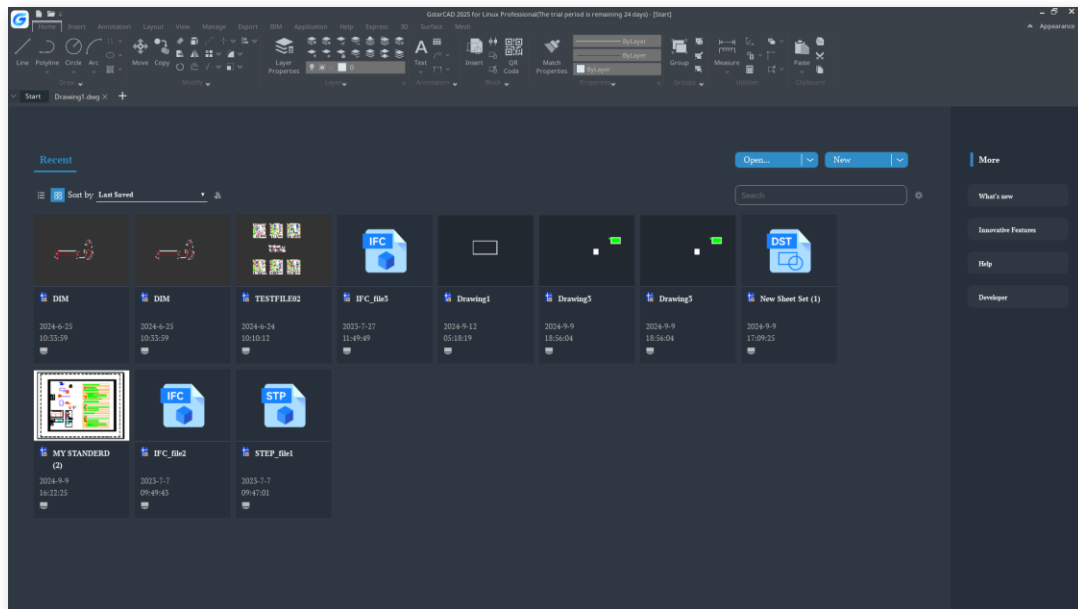 GstarCAD 2025 for Linux Professional(The trial period is remaining 24 days) - [Start]
Home Insert Annotation Layout View Manage Export BIM Application Help Express 3D Surface Mesh
Appearance
Line Polyline Circle Arc Move Copy Layer Properties Text Insert QR Code Match Properties Group Measure Paste
ByLayer
ByLayer
ByLayer
0
Draw Modify Layer Annotation Block Properties Groups Utilities Clipboard
Start Drawing1.dwg
Recent
Open... New
More
Sort by Last Saved
Search
What's new
Innovative Features
Help
Developer
IFC
DST
DIM DIM TESTFILE02 IFC_file3 Drawing1 Drawing3 Drawing3 New Sheet Set (1)
2024-6-25 2024-6-25 2024-6-24 2023-7-27 2024-9-12 2024-9-9 2024-9-9 2024-9-9
10:33:59 10:33:59 10:10:12 11:49:49 05:18:19 18:56:04 18:56:04 17:09:25
IFC
STP
MY STANDERD (2) IFC_file2 STEP_file1
2024-9-9 2023-7-7 2023-7-7
16:22:25 09:49:43 09:47:01